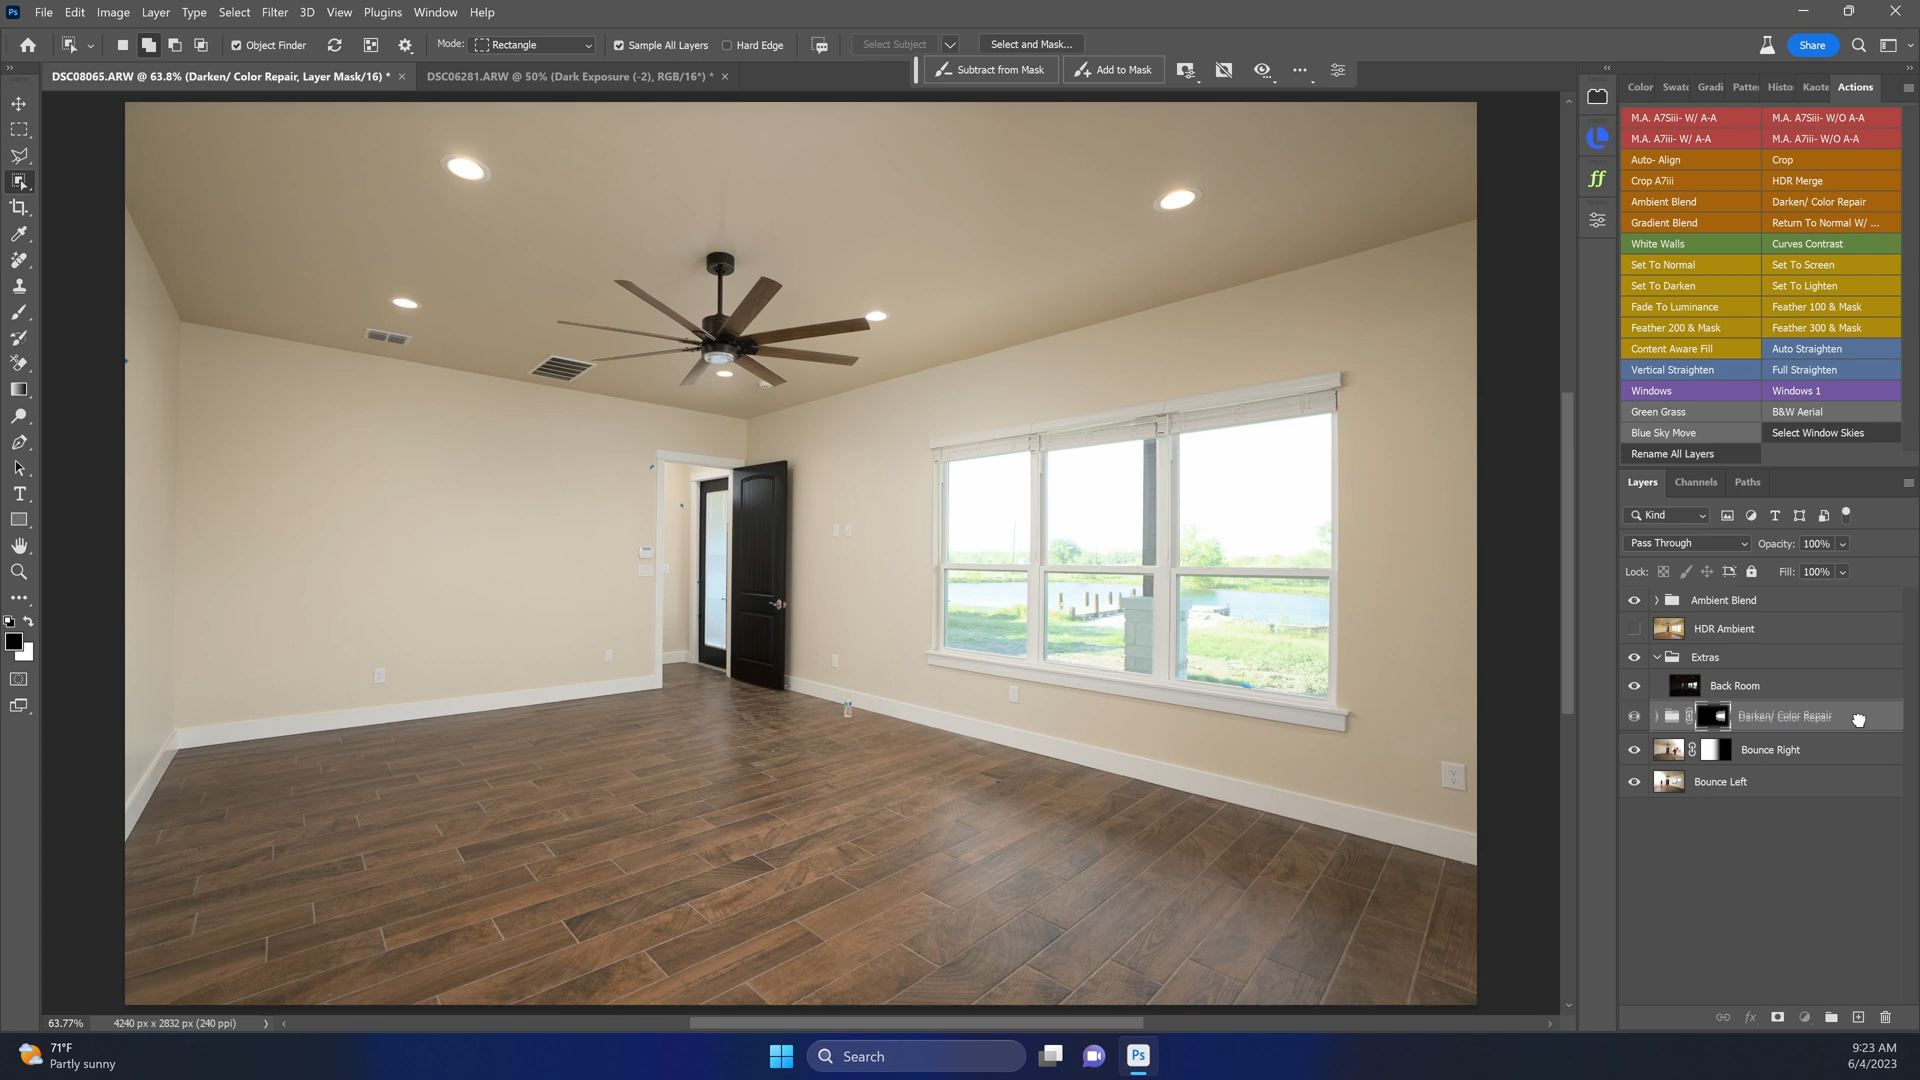 Ps File Edit Image Layer Type Select Filter 3D View Plugins Window Help
Object Finder Mode: Rectangle Sample All Layers Hard Edge Select Subject Select and Mask... Share
DSC08065.ARW @ 63.8% (Darken/ Color Repair, Layer Mask/16) * × DSC06281.ARW @ 50% (Dark Exposure (-2), RGB/16*) * ×
Subtract from Mask Add to Mask
Color Swatc Gradi Patte Histo Kaote Actions
M.A. A7Siii- W/ A-A M.A. A7Siii- W/O A-A
M.A. A7iii- W/ A-A M.A. A7iii- W/O A-A
Auto- Align Crop
Crop A7iii HDR Merge
ff
Ambient Blend Darken/ Color Repair
Gradient Blend Return To Normal W/ ...
White Walls Curves Contrast
Set To Normal Set To Screen
Set To Darken Set To Lighten
Fade To Luminance Feather 100 & Mask
Feather 200 & Mask Feather 300 & Mask
Content Aware Fill Auto Straighten
Vertical Straighten Full Straighten
Windows Windows 1
Green Grass B&W Aerial
Blue Sky Move Select Window Skies
Rename All Layers
Layers Channels Paths
Kind
Pass Through Opacity: 100%
Lock: Fill: 100%
Ambient Blend
HDR Ambient
Extras
Back Room
Darken/ Color Repair
Bounce Right
Bounce Left
fx
63.77% 4240 px x 2832 px (240 ppi)
71°F
Partly sunny
Search
Ps
9:23 AM
6/4/2023